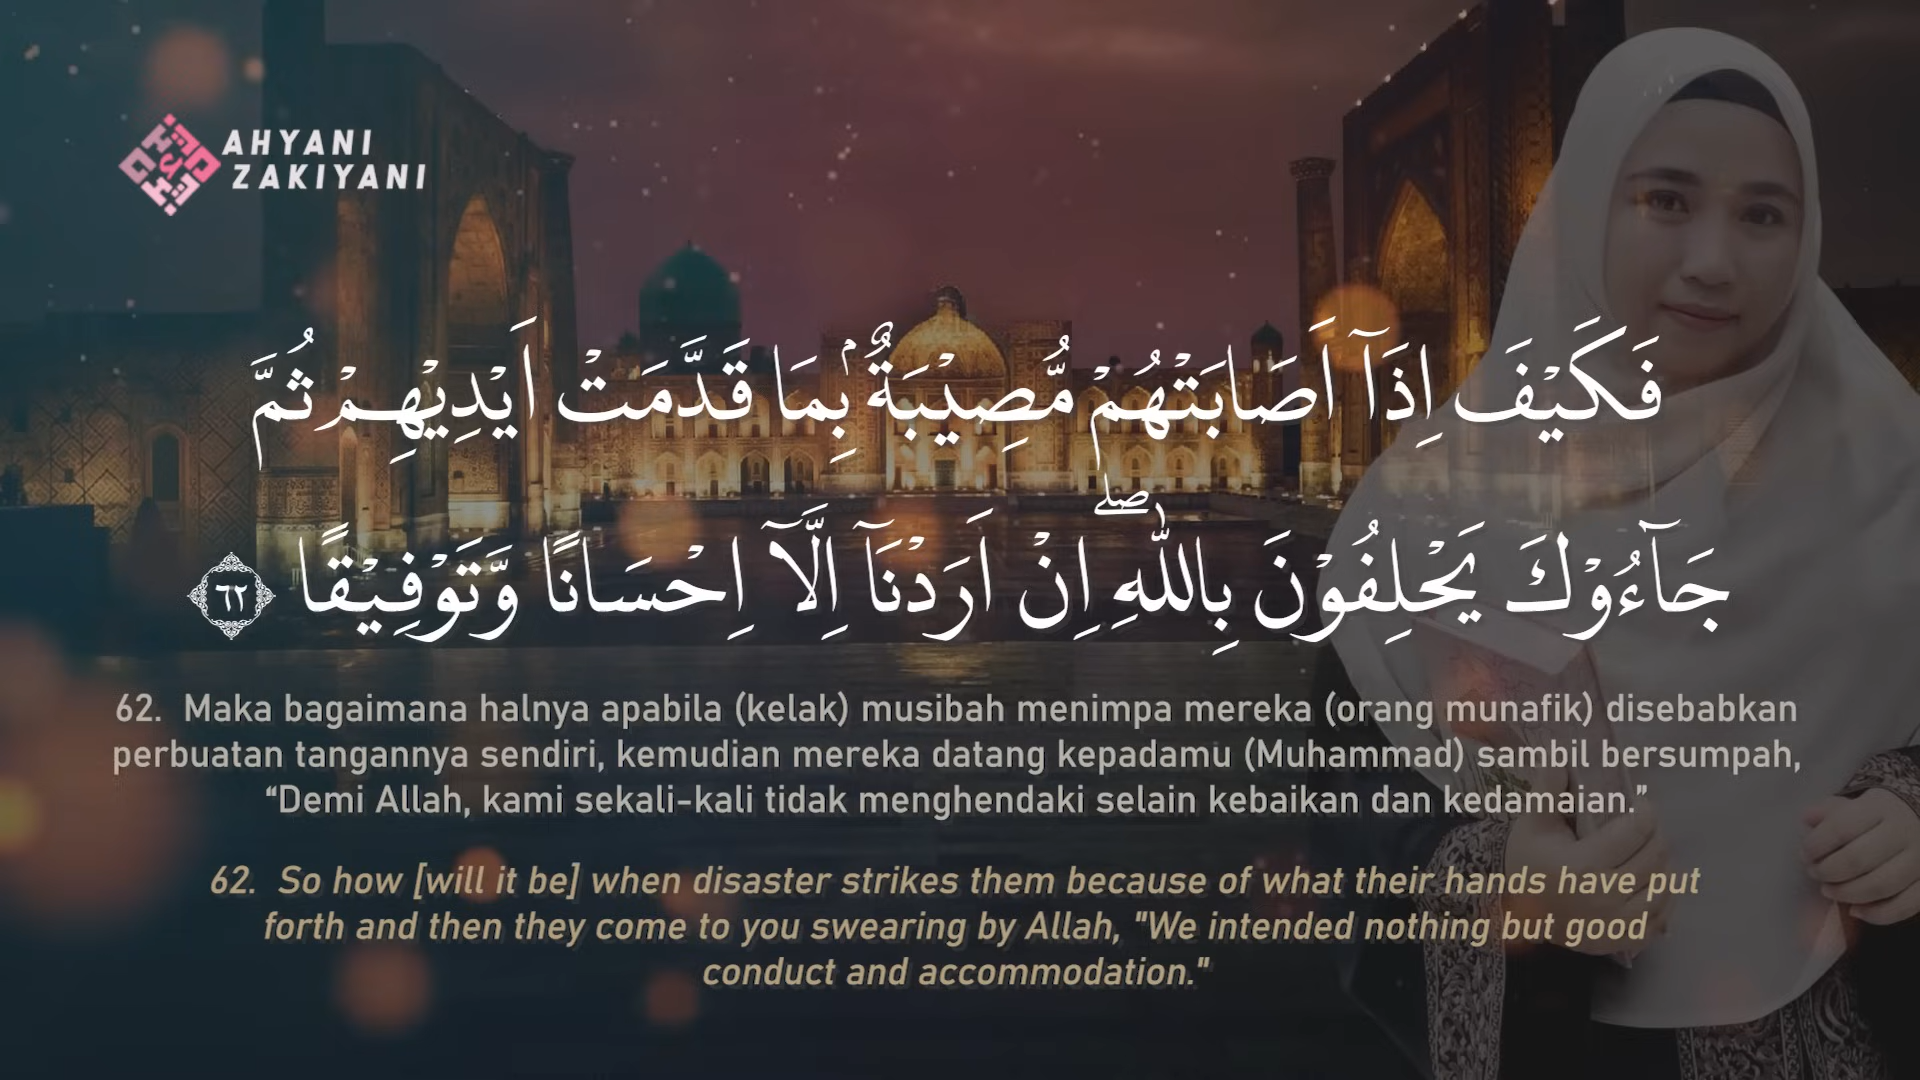 AHYANI
ZAKIYANI
فَكَيْفَ اِذَآ اَصَابَتْهُمْ مُّصِيْبَةٌ ۢبِمَا قَدَّمَتْ اَيْدِيْهِمْ ثُمَّ
جَاۤءُوْكَ يَحْلِفُوْنَ بِاللّٰهِ ۖاِنْ اَرَدْنَآ اِلَّآ اِحْسَانًا وَّتَوْفِيْقًا ٦٢
62. Maka bagaimana halnya apabila (kelak) musibah menimpa mereka (orang munafik) disebabkan
perbuatan tangannya sendiri, kemudian mereka datang kepadamu (Muhammad) sambil bersumpah,
“Demi Allah, kami sekali-kali tidak menghendaki selain kebaikan dan kedamaian.”
62. So how [will it be] when disaster strikes them because of what their hands have put
forth and then they come to you swearing by Allah, "We intended nothing but good
conduct and accommodation."